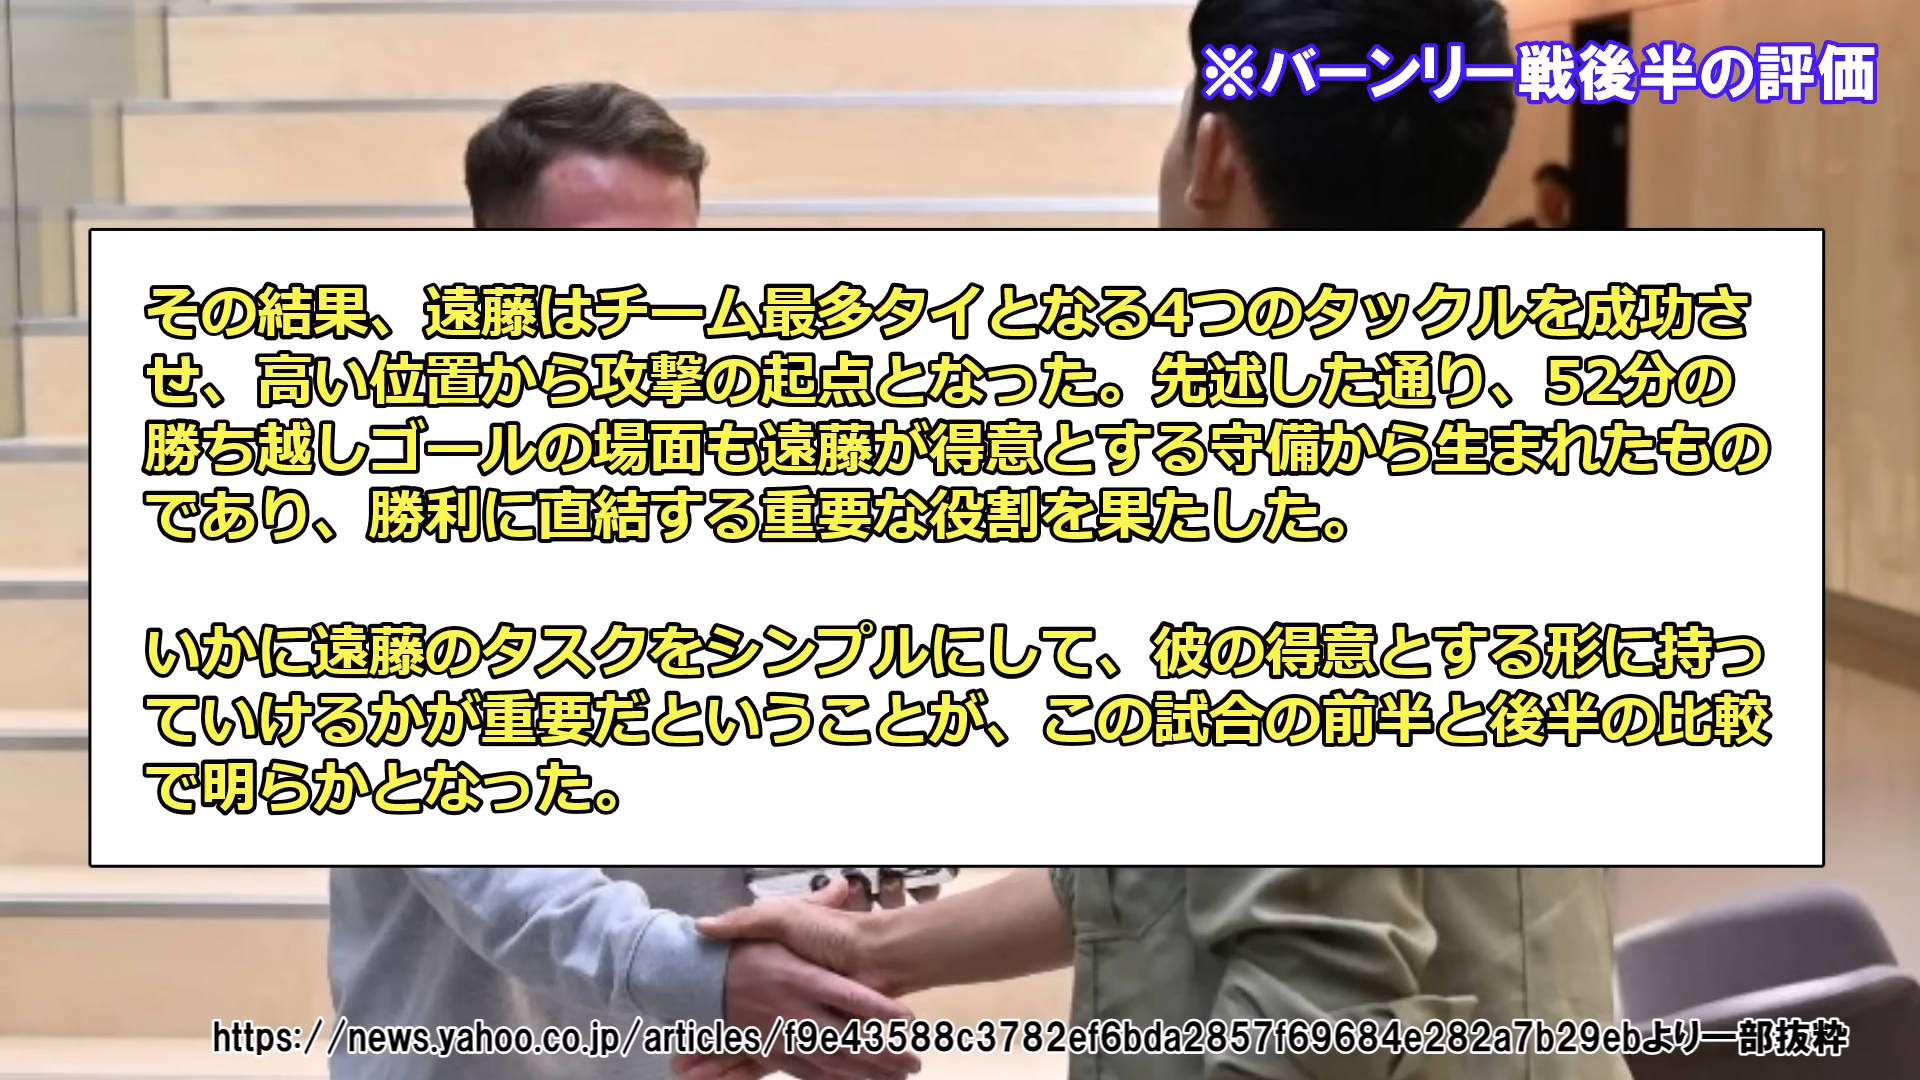 ※バーンリー戦後半の評価
その結果、遠藤はチーム最多タイとなる4つのタックルを成功さ
せ、高い位置から攻撃の起点となった。先述した通り、52分の
勝ち越しゴールの場面も遠藤が得意とする守備から生まれたもの
であり、勝利に直結する重要な役割を果たした。
いかに遠藤のタスクをシンプルにして、彼の得意とする形に持っ
ていけるかが重要だということが、この試合の前半と後半の比較
で明らかとなった。
https://news.yahoo.co.jp/articles/f9e43588c3782ef6bda2857f69684e282a7b29ebより一部抜粋